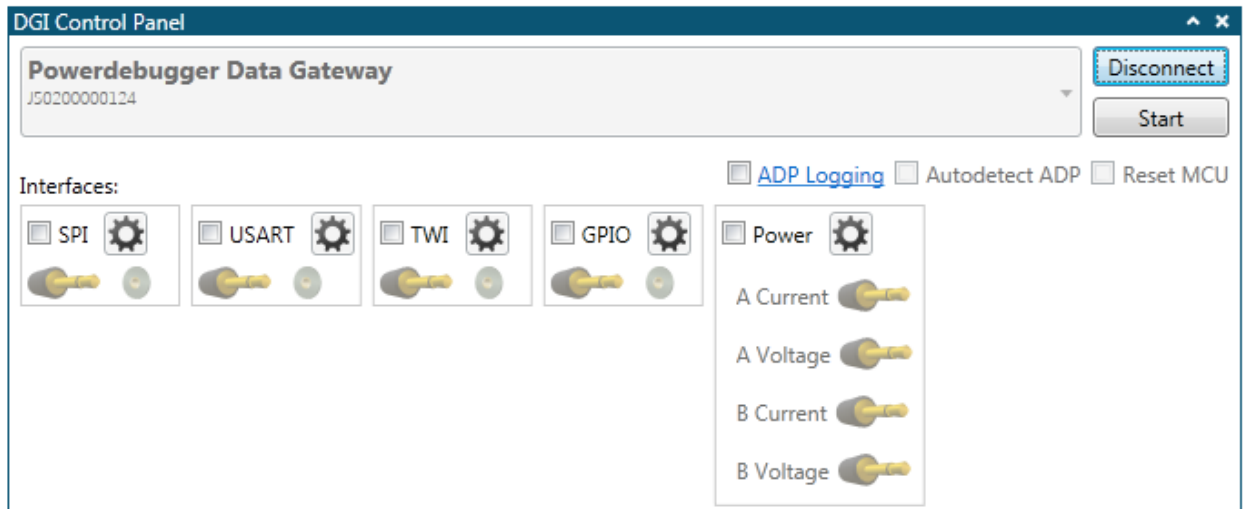 DGI Control Panel
Powerdebugger Data Gateway
J50200000124
Disconnect
Start
ADP Logging Autodetect ADP Reset MCU
Interfaces:
SPI USART TWI GPIO Power
A Current
A Voltage
B Current
B Voltage